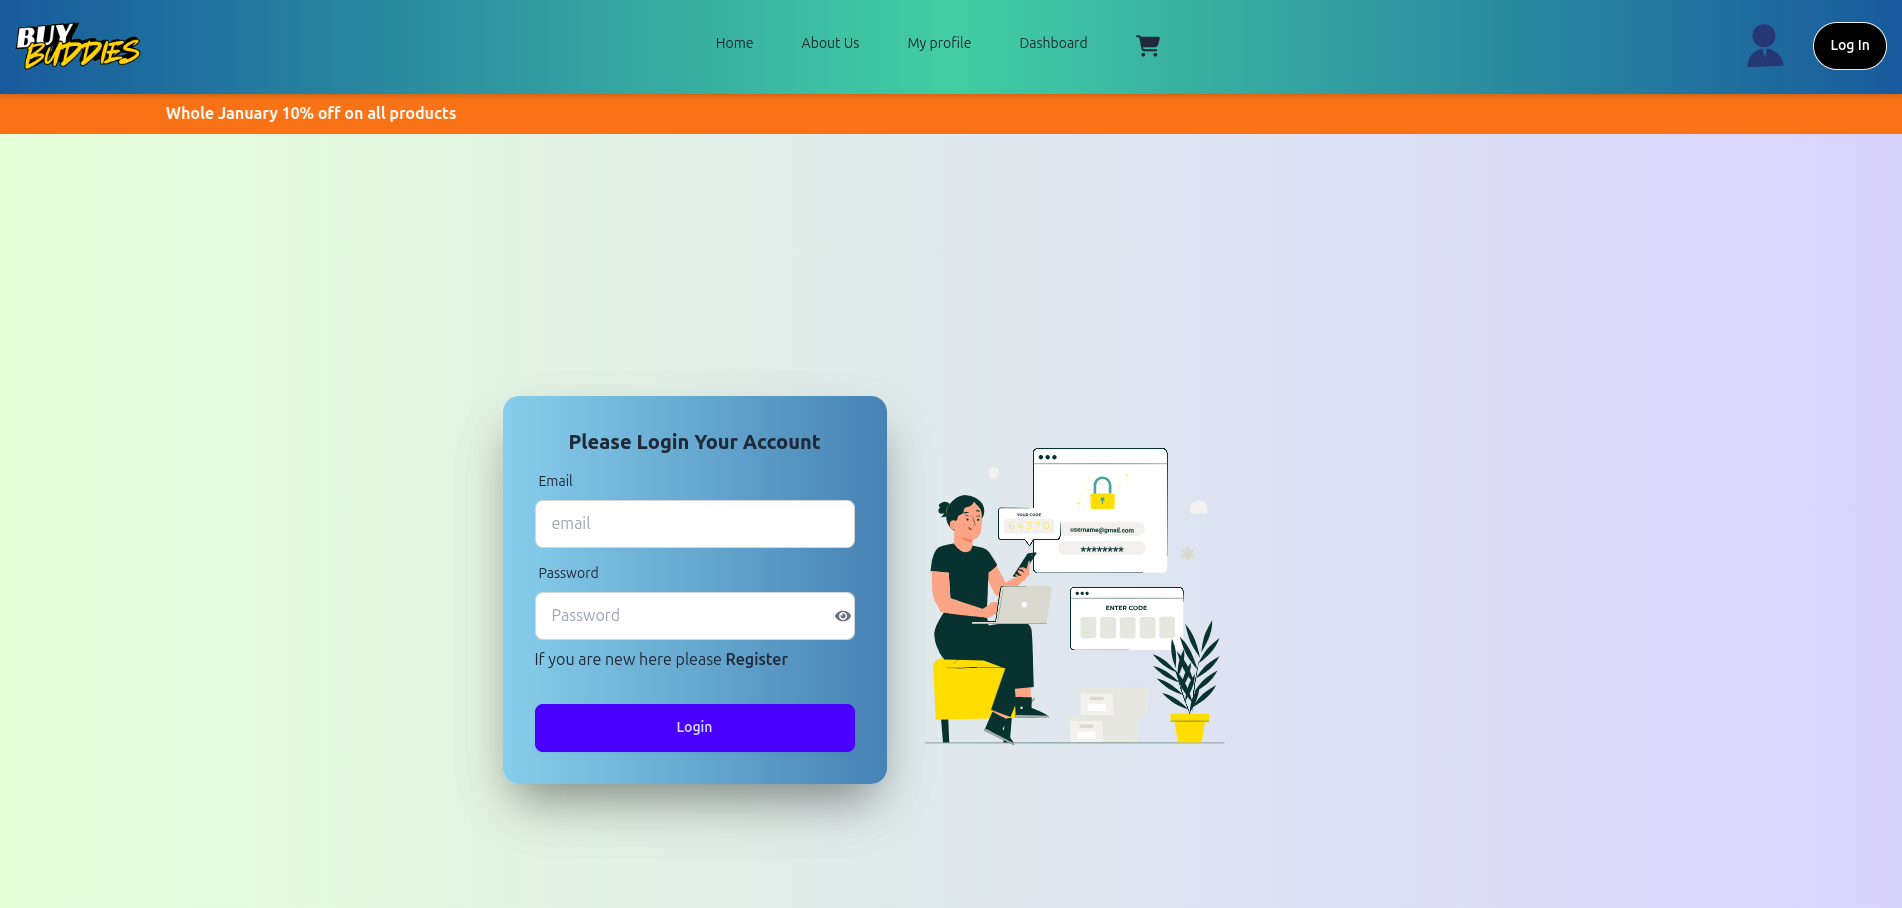 BUY
BUDDIES
Home
About Us
My profile
Dashboard
Log In
Whole January 10% off on all products
Please Login Your Account
Email
email
Password
Password
If you are new here please Register
Login
YOUR CODE
64370
username@gmail.com
********
ENTER CODE